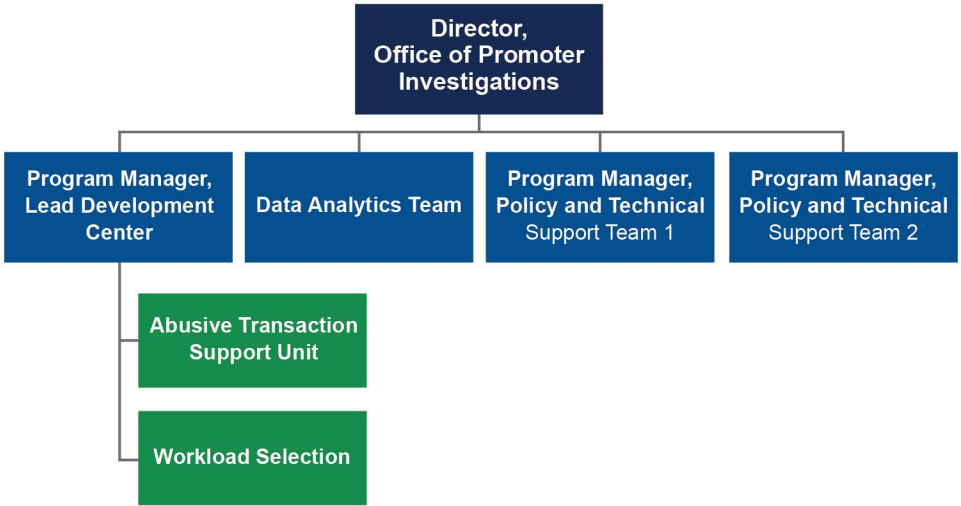 Director,
Office of Promoter
Investigations
Program Manager,
Lead Development
Center
Data Analytics Team
Program Manager,
Policy and Technical
Support Team 1
Program Manager,
Policy and Technical
Support Team 2
Abusive Transaction
Support Unit
Workload Selection